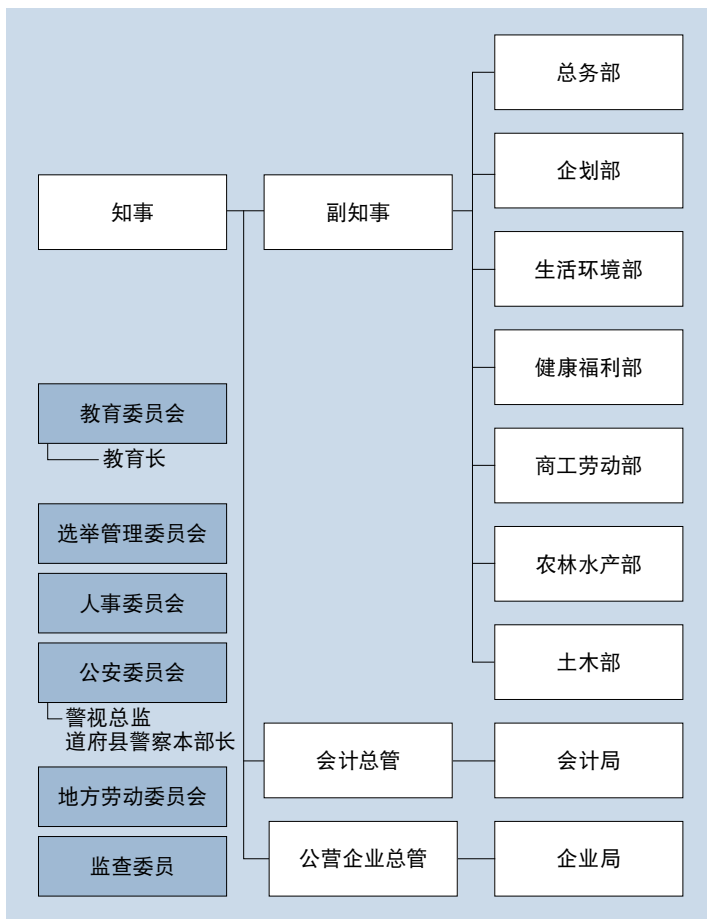 总务部
企划部
知事
副知事
生活环境部
健康福利部
教育委员会
教育长
商工劳动部
选举管理委员会
农林水产部
人事委员会
公安委员会
土木部
警视总监
道府县警察本部长
会计总管
会计局
地方劳动委员会
公营企业总管
企业局
监查委员